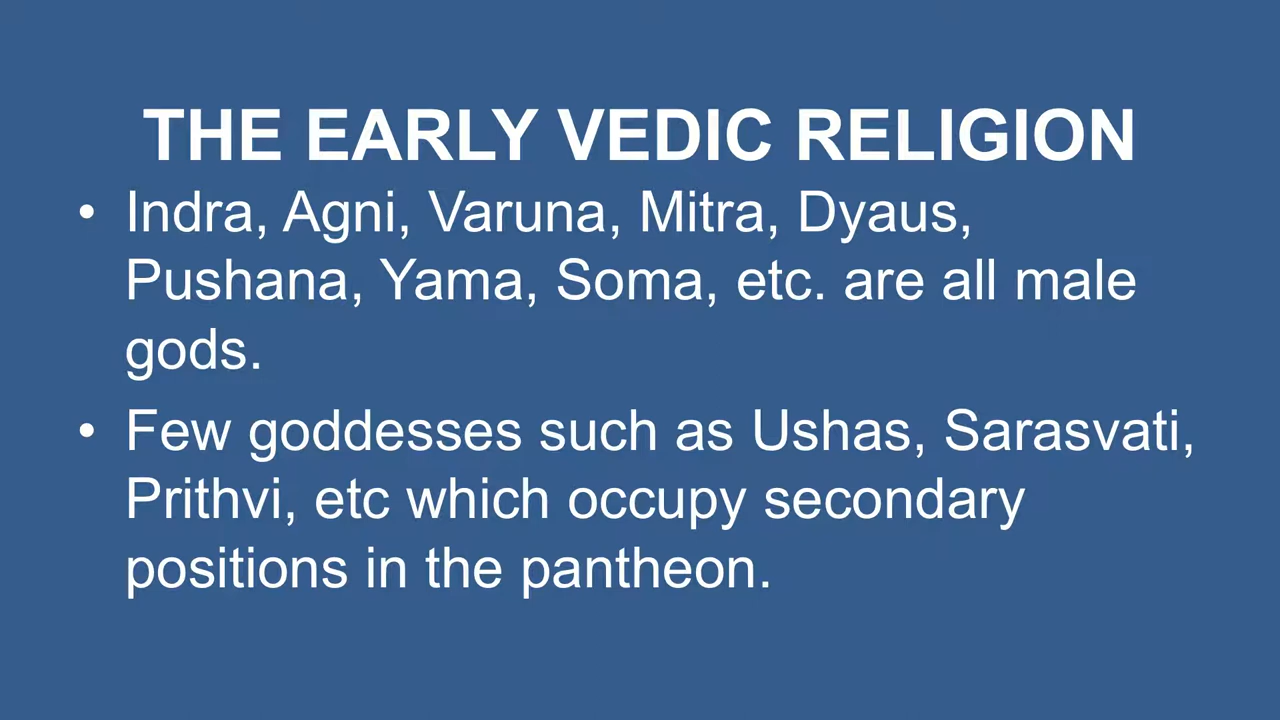 THE EARLY VEDIC RELIGION
• Indra, Agni, Varuna, Mitra, Dyaus,
Pushana, Yama, Soma, etc. are all male
gods.
• Few goddesses such as Ushas, Sarasvati,
Prithvi, etc which occupy secondary
positions in the pantheon.